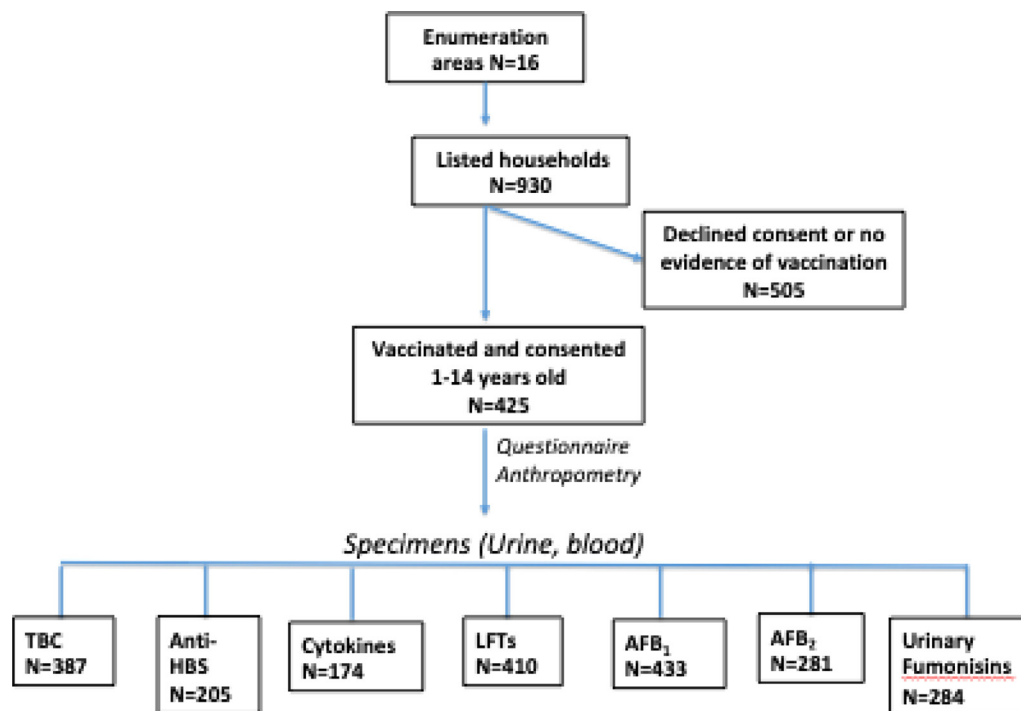 Enumeration
areas N=16
Listed households
N=930
Declined consent or no
evidence of vaccination
N=505
Vaccinated and consented
1-14 years old
N=425
Questionnaire
Anthropometry
Specimens (Urine, blood)
TBC
N=387
Anti-
HBS
N=205
Cytokines
N=174
LFTs
N=410
AFB₁
N=433
AFB₂
N=281
Urinary
Fumonisins
N=284